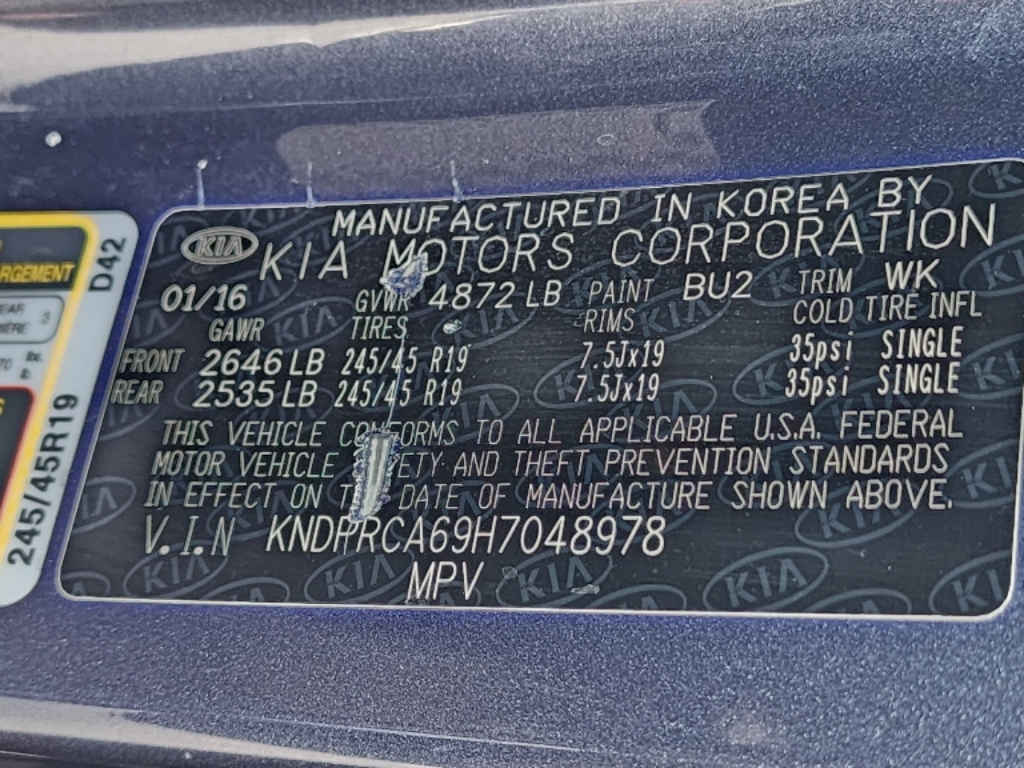 MANUFACTURED IN KOREA BY
KIA KIA MOTORS CORPORATION
01/16 GVWR 4872 LB PAINT BU2 TRIM WK
GAWR TIRES RIMS COLD TIRE INFL
FRONT 2646 LB 245/45 R19 7.5Jx19 35psi SINGLE
REAR 2535 LB 245/45 R19 7.5Jx19 35psi SINGLE
THIS VEHICLE CONFORMS TO ALL APPLICABLE U.S.A. FEDERAL
MOTOR VEHICLE AND THEFT PREVENTION STANDARDS
IN EFFECT ON DATE OF MANUFACTURE SHOWN ABOVE.
V.I.N KNDPRCA69H7048978
MPV
245/45R19 D42